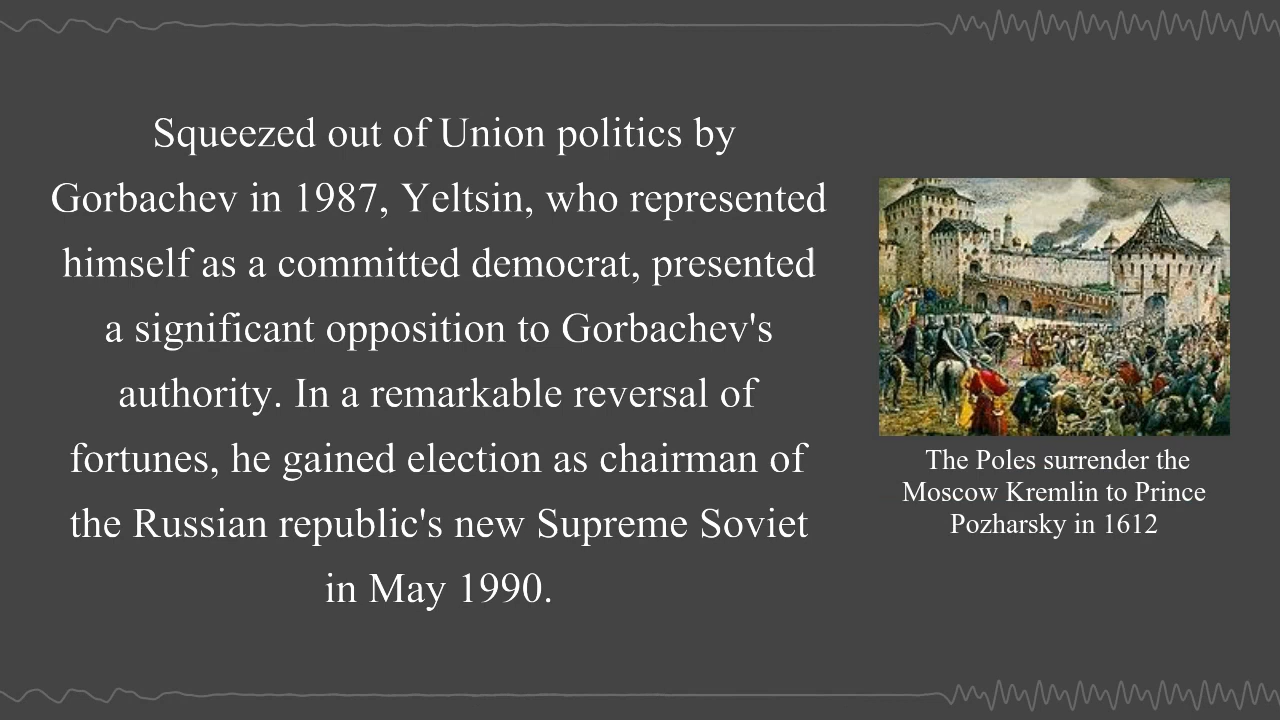 Squeezed out of Union politics by
Gorbachev in 1987, Yeltsin, who represented
himself as a committed democrat, presented
a significant opposition to Gorbachev's
authority. In a remarkable reversal of
fortunes, he gained election as chairman of
the Russian republic's new Supreme Soviet
in May 1990.
The Poles surrender the
Moscow Kremlin to Prince
Pozharsky in 1612